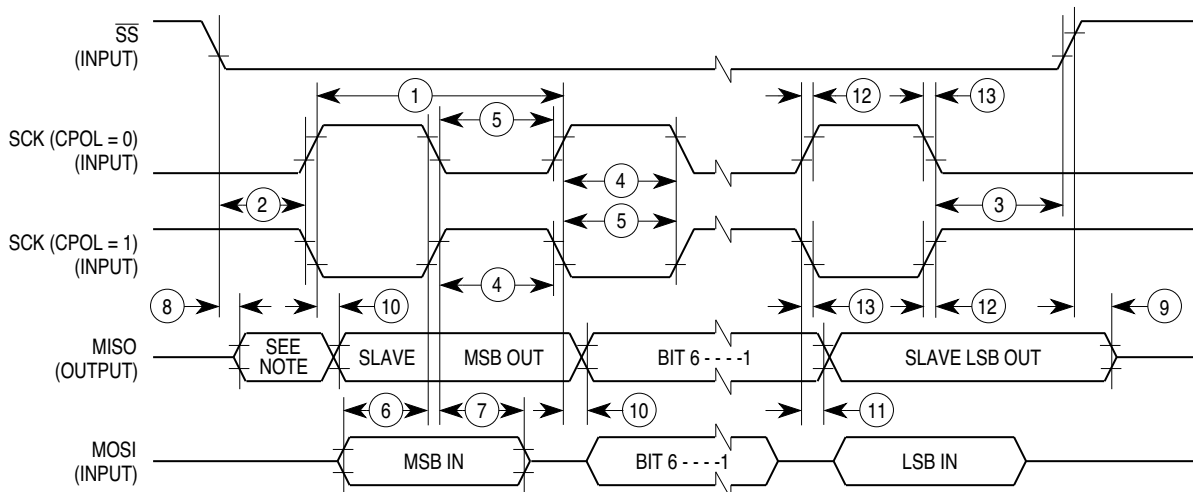 SS
(INPUT)
1
12
13
5
SCK (CPOL = 0)
(INPUT)
4
2
3
5
SCK (CPOL = 1)
(INPUT)
4
8
10
13
12
9
MISO
(OUTPUT)
SEE
NOTE
SLAVE
MSB OUT
BIT 6 - - - -1
SLAVE LSB OUT
6
7
10
11
MOSI
(INPUT)
MSB IN
BIT 6 - - - -1
LSB IN